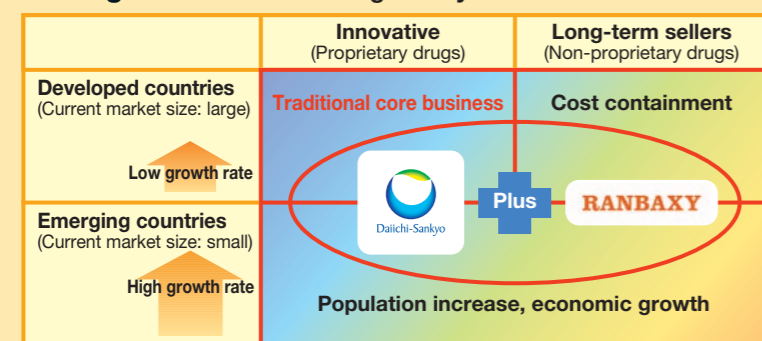 Innovative
(Proprietary drugs)
Long-term sellers
(Non-proprietary drugs)
Developed countries
(Current market size: large)
Low growth rate
Traditional core business
Cost containment
Daiichi-Sankyo
Plus
RANBAXY
Emerging countries
(Current market size: small)
High growth rate
Population increase, economic growth